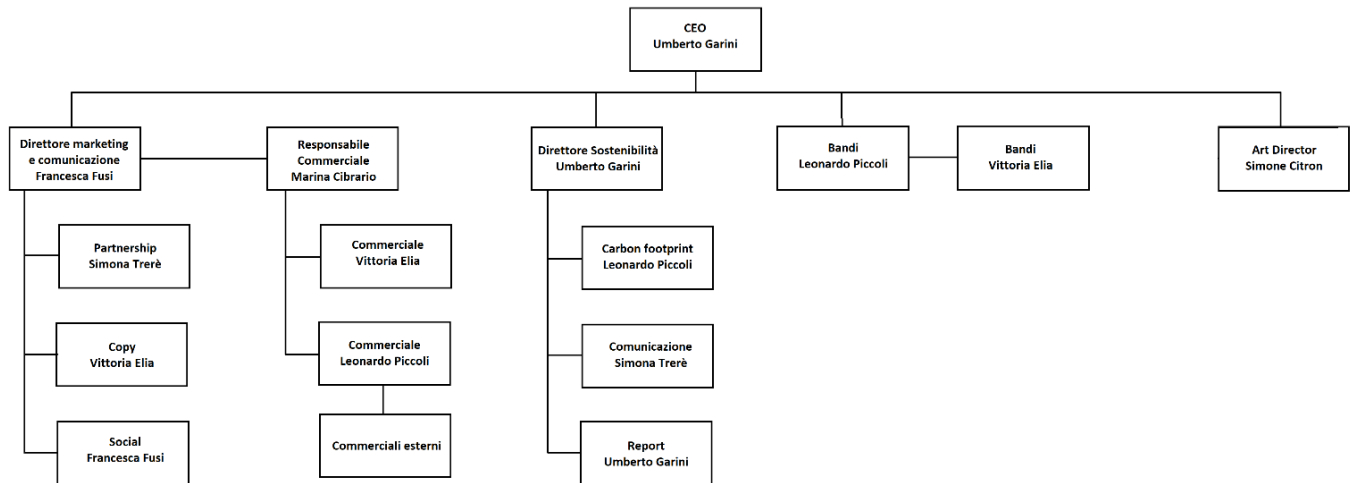 CEO
Umberto Garini
Direttore marketing
e comunicazione
Francesca Fusi
Responsabile
Commerciale
Marina Cibrario
Direttore Sostenibilità
Umberto Garini
Bandi
Leonardo Piccoli
Bandi
Vittoria Elia
Art Director
Simone Citron
Partnership
Simona Trerè
Commerciale
Vittoria Elia
Carbon footprint
Leonardo Piccoli
Copy
Vittoria Elia
Commerciale
Leonardo Piccoli
Comunicazione
Simona Trerè
Social
Francesca Fusi
Commerciali esterni
Report
Umberto Garini